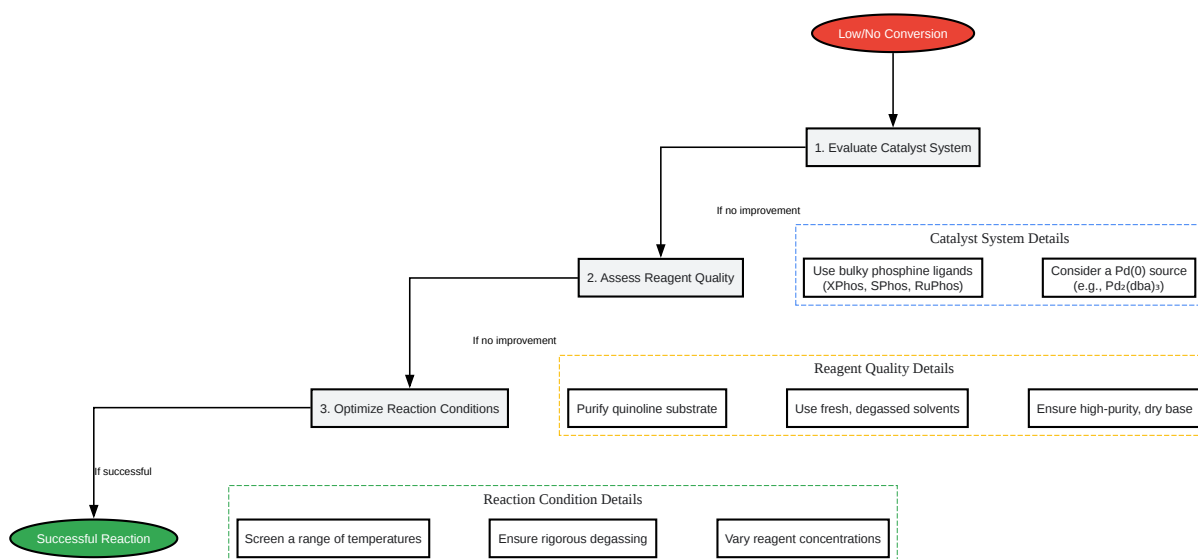 Low/No Conversion
1. Evaluate Catalyst System
If no improvement
Catalyst System Details
Use bulky phosphine ligands
(XPhos, SPhos, RuPhos)
Consider a Pd(0) source
(e.g., Pd₂(dba)₃)
2. Assess Reagent Quality
If no improvement
Reagent Quality Details
Purify quinoline substrate
Use fresh, degassed solvents
Ensure high-purity, dry base
3. Optimize Reaction Conditions
If successful
Reaction Condition Details
Screen a range of temperatures
Ensure rigorous degassing
Vary reagent concentrations
Successful Reaction